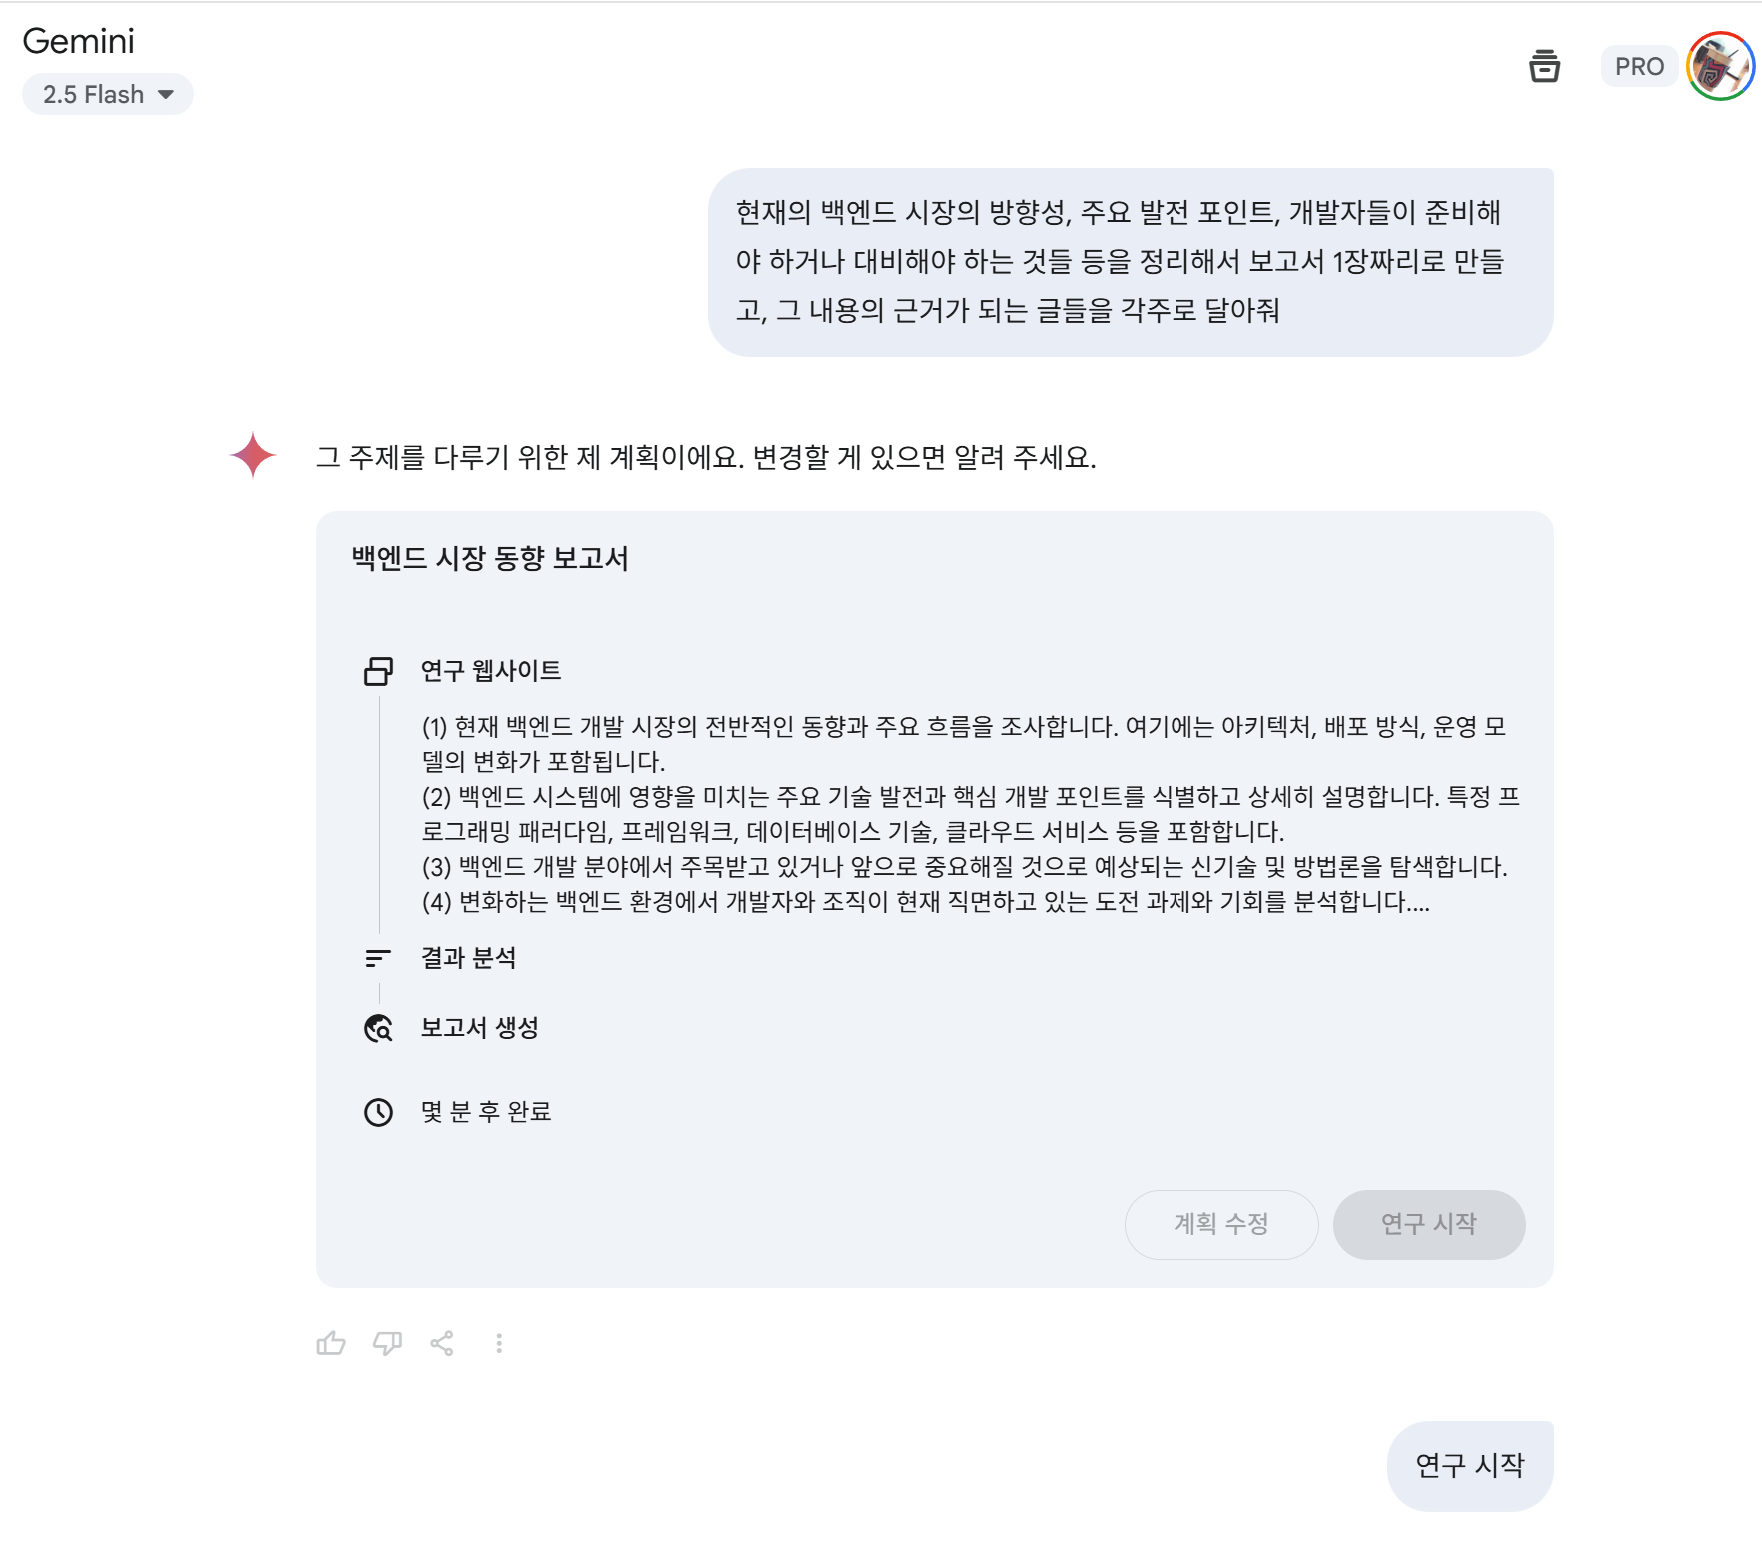 Gemini
2.5 Flash
PRO
현재의 백엔드 시장의 방향성, 주요 발전 포인트, 개발자들이 준비해
야 하거나 대비해야 하는 것들 등을 정리해서 보고서 1장짜리로 만들
고, 그 내용의 근거가 되는 글들을 각주로 달아줘
그 주제를 다루기 위한 제 계획이에요. 변경할 게 있으면 알려 주세요.
백엔드 시장 동향 보고서
연구 웹사이트
(1) 현재 백엔드 개발 시장의 전반적인 동향과 주요 흐름을 조사합니다. 여기에는 아키텍처, 배포 방식, 운영 모
델의 변화가 포함됩니다.
(2) 백엔드 시스템에 영향을 미치는 주요 기술 발전과 핵심 개발 포인트를 식별하고 상세히 설명합니다. 특정 프
로그래밍 패러다임, 프레임워크, 데이터베이스 기술, 클라우드 서비스 등을 포함합니다.
(3) 백엔드 개발 분야에서 주목받고 있거나 앞으로 중요해질 것으로 예상되는 신기술 및 방법론을 탐색합니다.
(4) 변화하는 백엔드 환경에서 개발자와 조직이 현재 직면하고 있는 도전 과제와 기회를 분석합니다....
결과 분석
보고서 생성
몇 분 후 완료
계획 수정
연구 시작
연구 시작